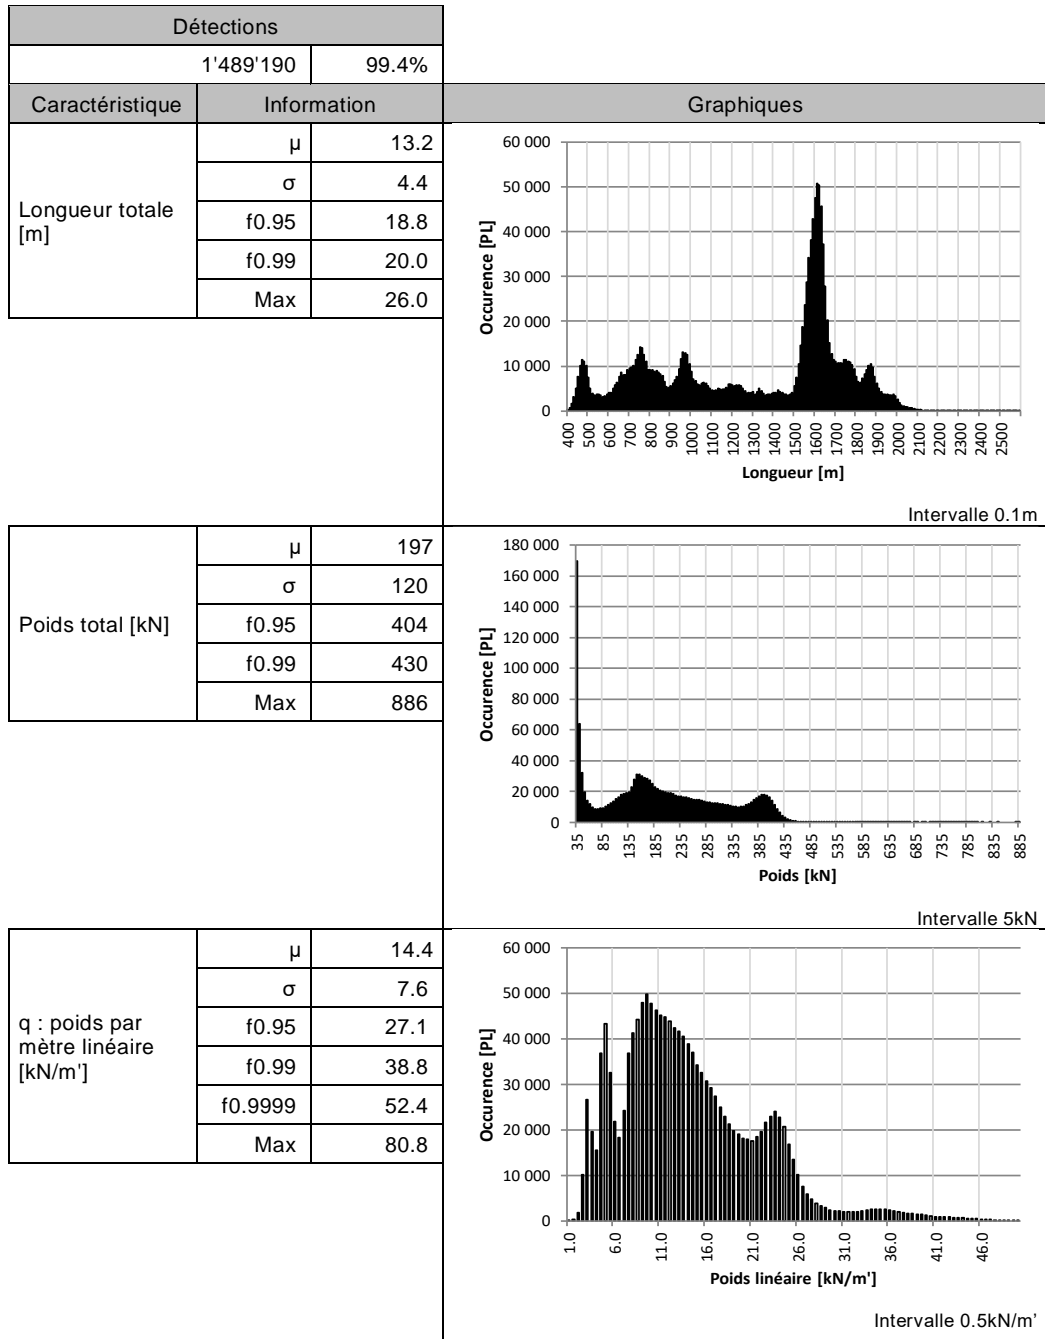 Détections
1'489'190 99.4%
Caractéristique Information Graphiques
Longueur totale [m]
μ 13.2
σ 4.4
f0.95 18.8
f0.99 20.0
Max 26.0
60 000
50 000
40 000
30 000
20 000
10 000
0
Occurence [PL]
400 500 600 700 800 900 1000 1100 1200 1300 1400 1500 1600 1700 1800 1900 2000 2100 2200 2300 2400 2500
Longueur [m]
Intervalle 0.1m
Poids total [kN]
μ 197
σ 120
f0.95 404
f0.99 430
Max 886
180 000
160 000
140 000
120 000
100 000
80 000
60 000
40 000
20 000
0
Occurence [PL]
35 85 135 185 235 285 335 385 435 485 535 585 635 685 735 785 835 885
Poids [kN]
Intervalle 5kN
q : poids par
mètre linéaire
[kN/m']
μ 14.4
σ 7.6
f0.95 27.1
f0.99 38.8
f0.9999 52.4
Max 80.8
60 000
50 000
40 000
30 000
20 000
10 000
0
Occurence [PL]
1.0 6.0 11.0 16.0 21.0 26.0 31.0 36.0 41.0 46.0
Poids linéaire [kN/m']
Intervalle 0.5kN/m’